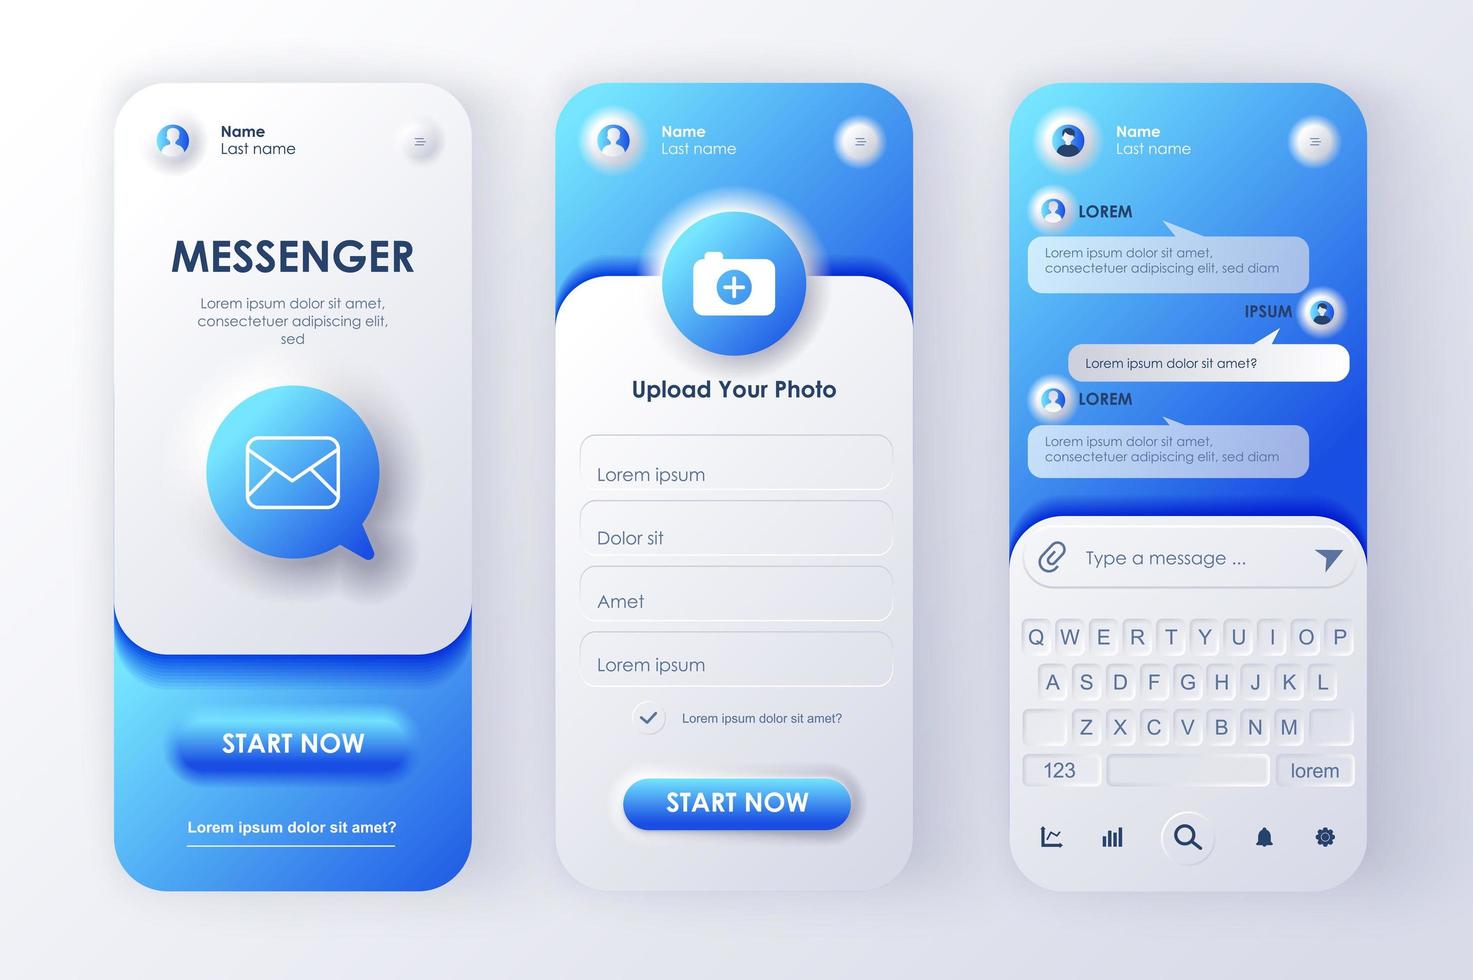 Name
Last name
MESSENGER
Lorem ipsum dolor sit amet,
consectetuer adipiscing elit,
sed
START NOW
Lorem ipsum dolor sit amet?
Name
Last name
Upload Your Photo
Lorem ipsum
Dolor sit
Amet
Lorem ipsum
Lorem ipsum dolor sit amet?
START NOW
Name
Last name
LOREM
Lorem ipsum dolor sit amet,
consectetuer adipiscing elit, sed diam
IPSUM
Lorem ipsum dolor sit amet?
LOREM
Lorem ipsum dolor sit amet,
consectetuer adipiscing elit, sed diam
Type a message ...
Q W E R T Y U I O P
A S D F G H J K L
Z X C V B N M
123 lorem